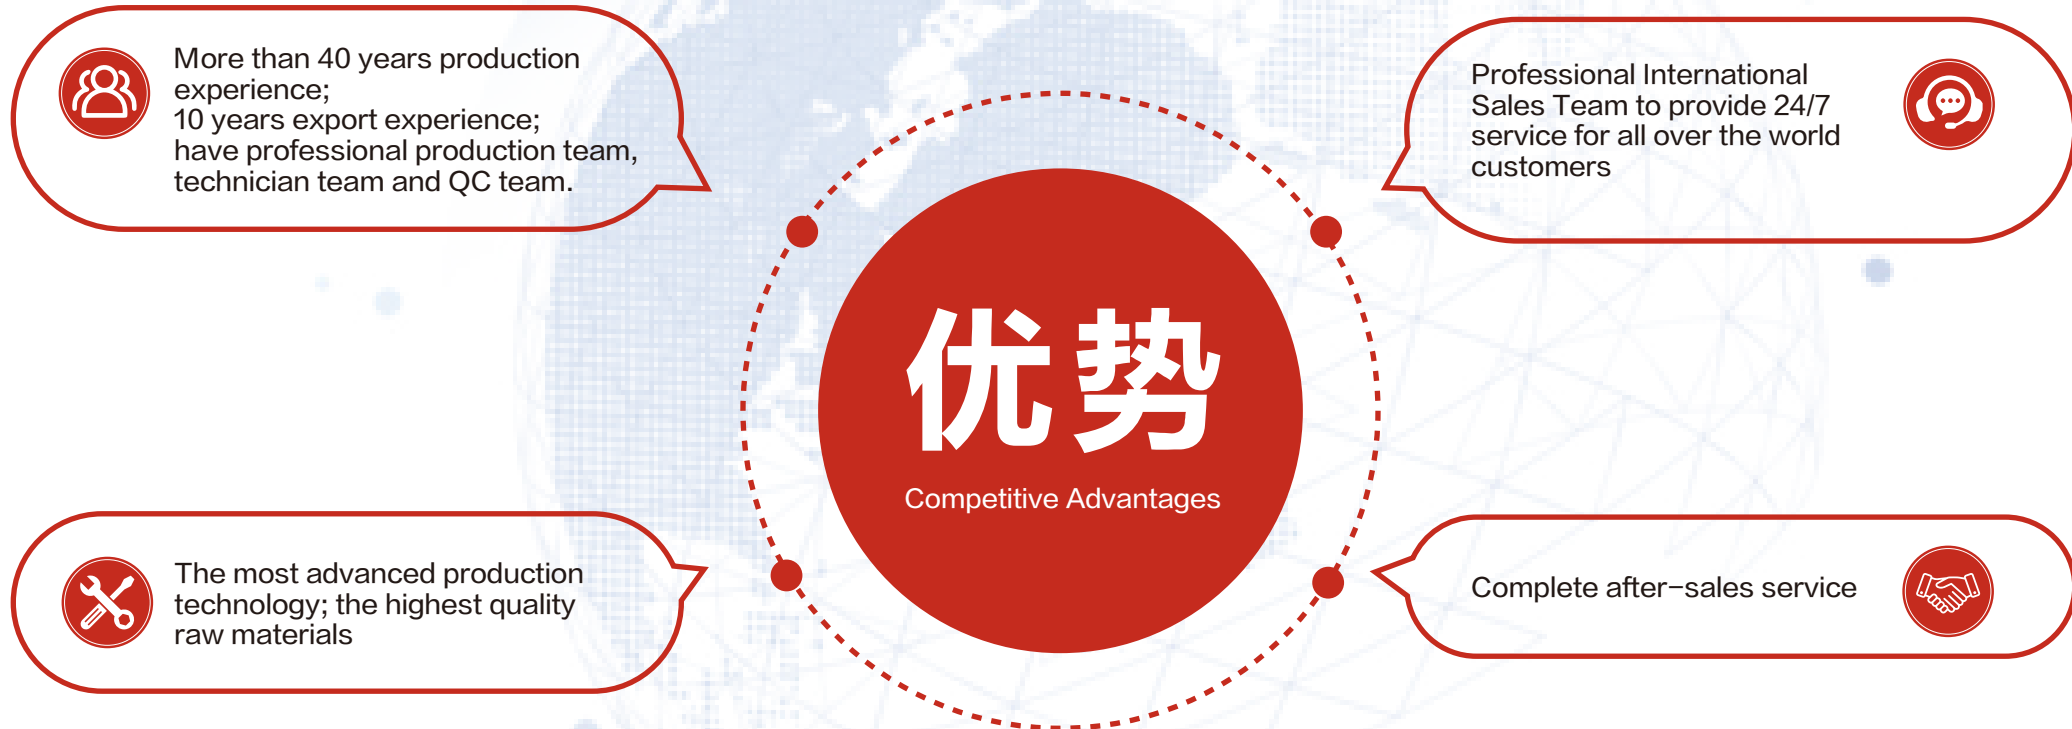 More than 40 years production
experience;
10 years export experience;
have professional production team,
technician team and QC team.
Professional International
Sales Team to provide 24/7
service for all over the world
customers
优势
Competitive Advantages
The most advanced production
technology; the highest quality
raw materials
Complete after-sales service